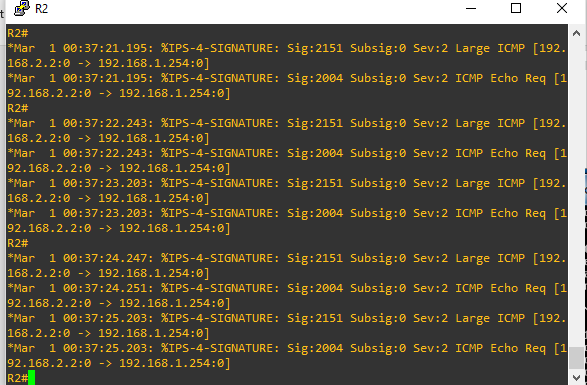 R2
R2#
*Mar  1 00:37:21.195: %IPS-4-SIGNATURE: Sig:2151 Subsig:0 Sev:2 Large ICMP [192.
168.2.2:0 -> 192.168.1.254:0]
*Mar  1 00:37:21.195: %IPS-4-SIGNATURE: Sig:2004 Subsig:0 Sev:2 ICMP Echo Req [1
92.168.2.2:0 -> 192.168.1.254:0]
R2#
*Mar  1 00:37:22.243: %IPS-4-SIGNATURE: Sig:2151 Subsig:0 Sev:2 Large ICMP [192.
168.2.2:0 -> 192.168.1.254:0]
*Mar  1 00:37:22.243: %IPS-4-SIGNATURE: Sig:2004 Subsig:0 Sev:2 ICMP Echo Req [1
92.168.2.2:0 -> 192.168.1.254:0]
*Mar  1 00:37:23.203: %IPS-4-SIGNATURE: Sig:2151 Subsig:0 Sev:2 Large ICMP [192.
168.2.2:0 -> 192.168.1.254:0]
*Mar  1 00:37:23.203: %IPS-4-SIGNATURE: Sig:2004 Subsig:0 Sev:2 ICMP Echo Req [1
92.168.2.2:0 -> 192.168.1.254:0]
R2#
*Mar  1 00:37:24.247: %IPS-4-SIGNATURE: Sig:2151 Subsig:0 Sev:2 Large ICMP [192.
168.2.2:0 -> 192.168.1.254:0]
*Mar  1 00:37:24.251: %IPS-4-SIGNATURE: Sig:2004 Subsig:0 Sev:2 ICMP Echo Req [1
92.168.2.2:0 -> 192.168.1.254:0]
*Mar  1 00:37:25.203: %IPS-4-SIGNATURE: Sig:2151 Subsig:0 Sev:2 Large ICMP [192.
168.2.2:0 -> 192.168.1.254:0]
*Mar  1 00:37:25.203: %IPS-4-SIGNATURE: Sig:2004 Subsig:0 Sev:2 ICMP Echo Req [1
92.168.2.2:0 -> 192.168.1.254:0]
R2#